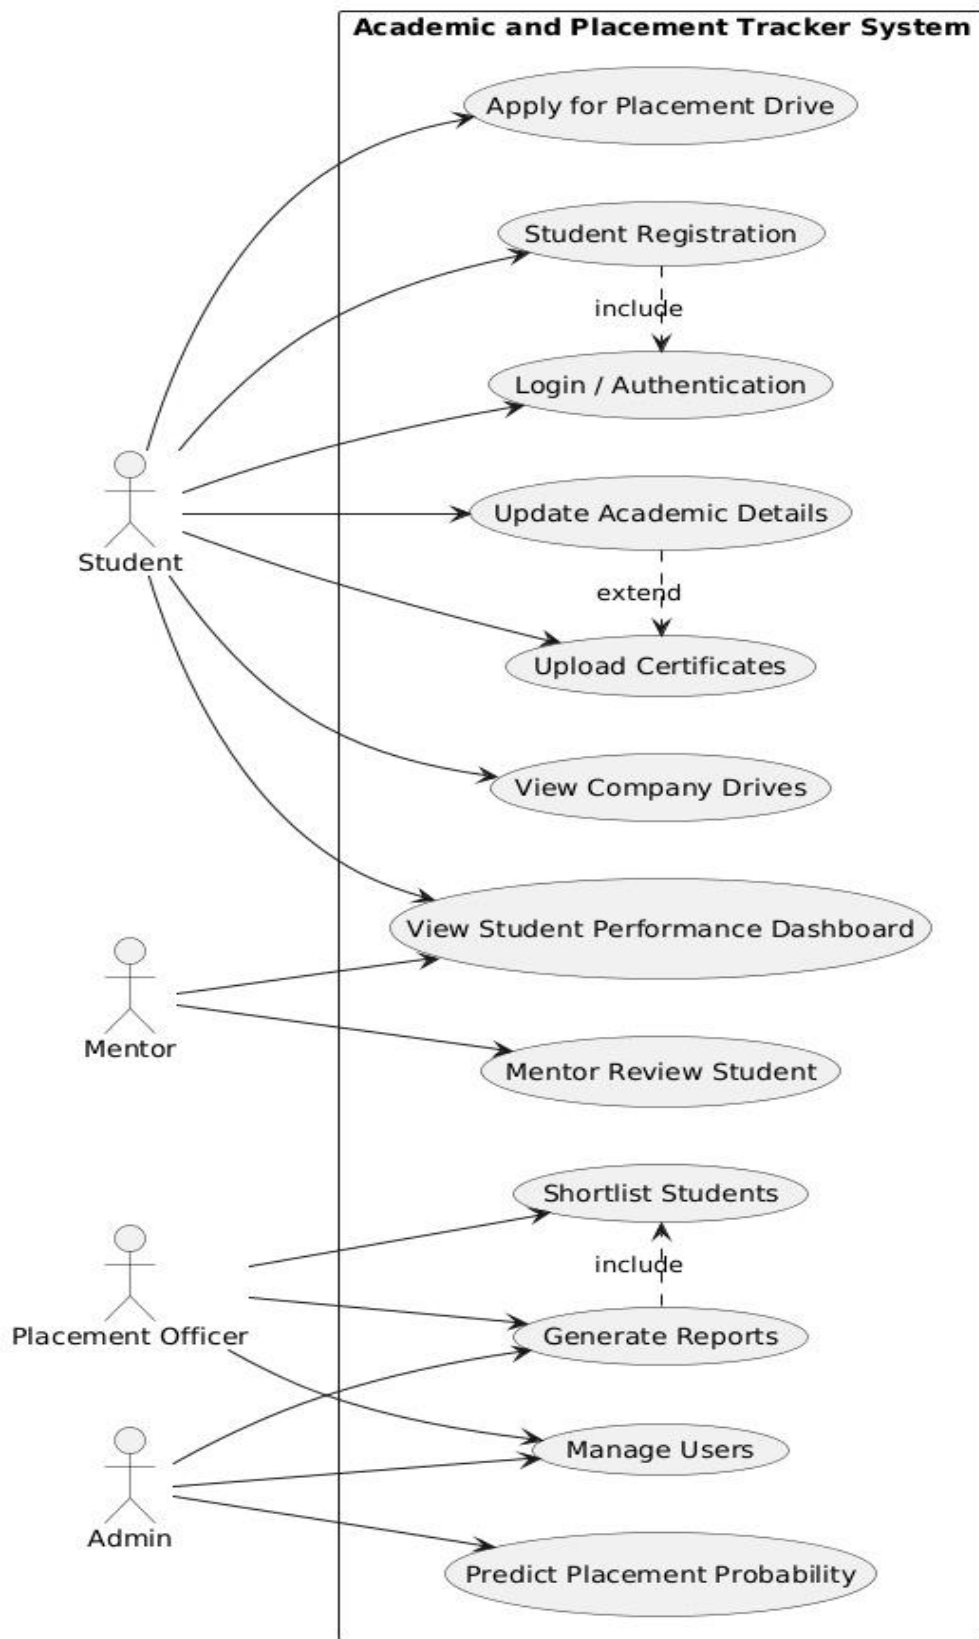 Academic and Placement Tracker System
Apply for Placement Drive
Student Registration
include
Login / Authentication
Update Academic Details
Student
extend
Upload Certificates
View Company Drives
View Student Performance Dashboard
Mentor
Mentor Review Student
Shortlist Students
include
Placement Officer
Generate Reports
Manage Users
Admin
Predict Placement Probability